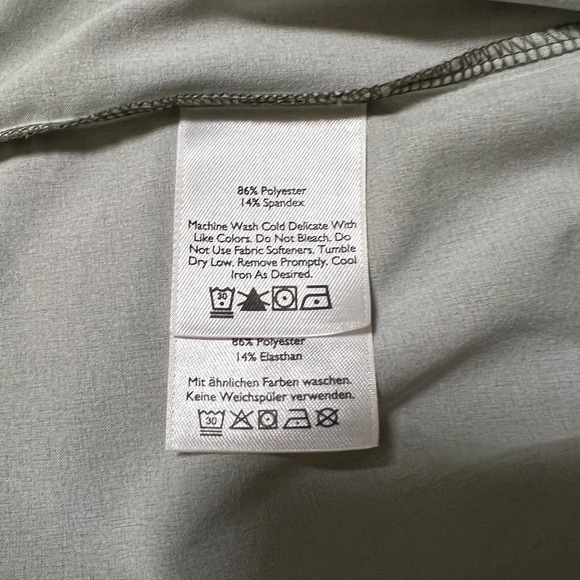 86% Polyester
14% Spandex
Machine Wash Cold Delicate With
Like Colors. Do Not Bleach. Do
Not Use Fabric Softeners. Tumble
Dry Low. Remove Promptly. Cool
Iron As Desired.
30
86% Polyester
14% Elasthan
Mit ähnlichen Farben waschen.
Keine Weichspüler verwenden.
30